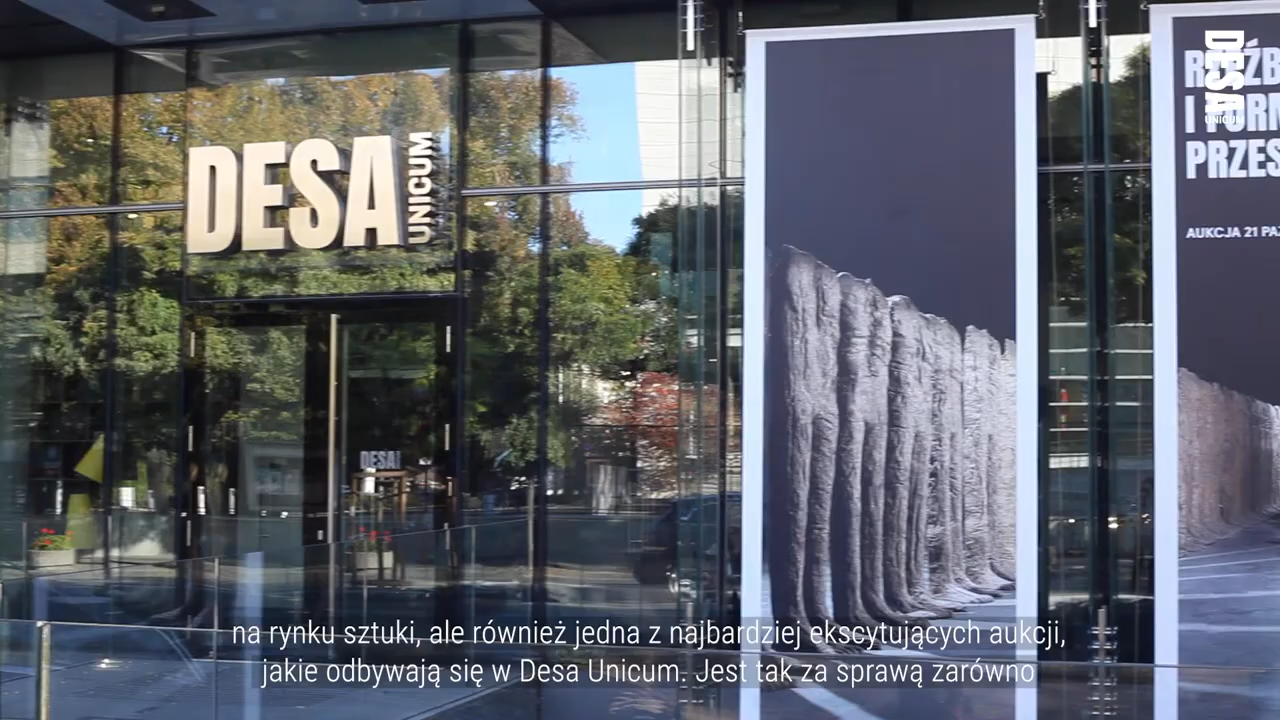 DESA
UNICUM
DESA
UNICUM
I FORM
PRZES
AUKCJA 21 PAŹ
DESA
na rynku sztuki, ale również jedna z najbardziej ekscytujących aukcji,
jakie odbywają się w Desa Unicum. Jest tak za sprawą zarówno